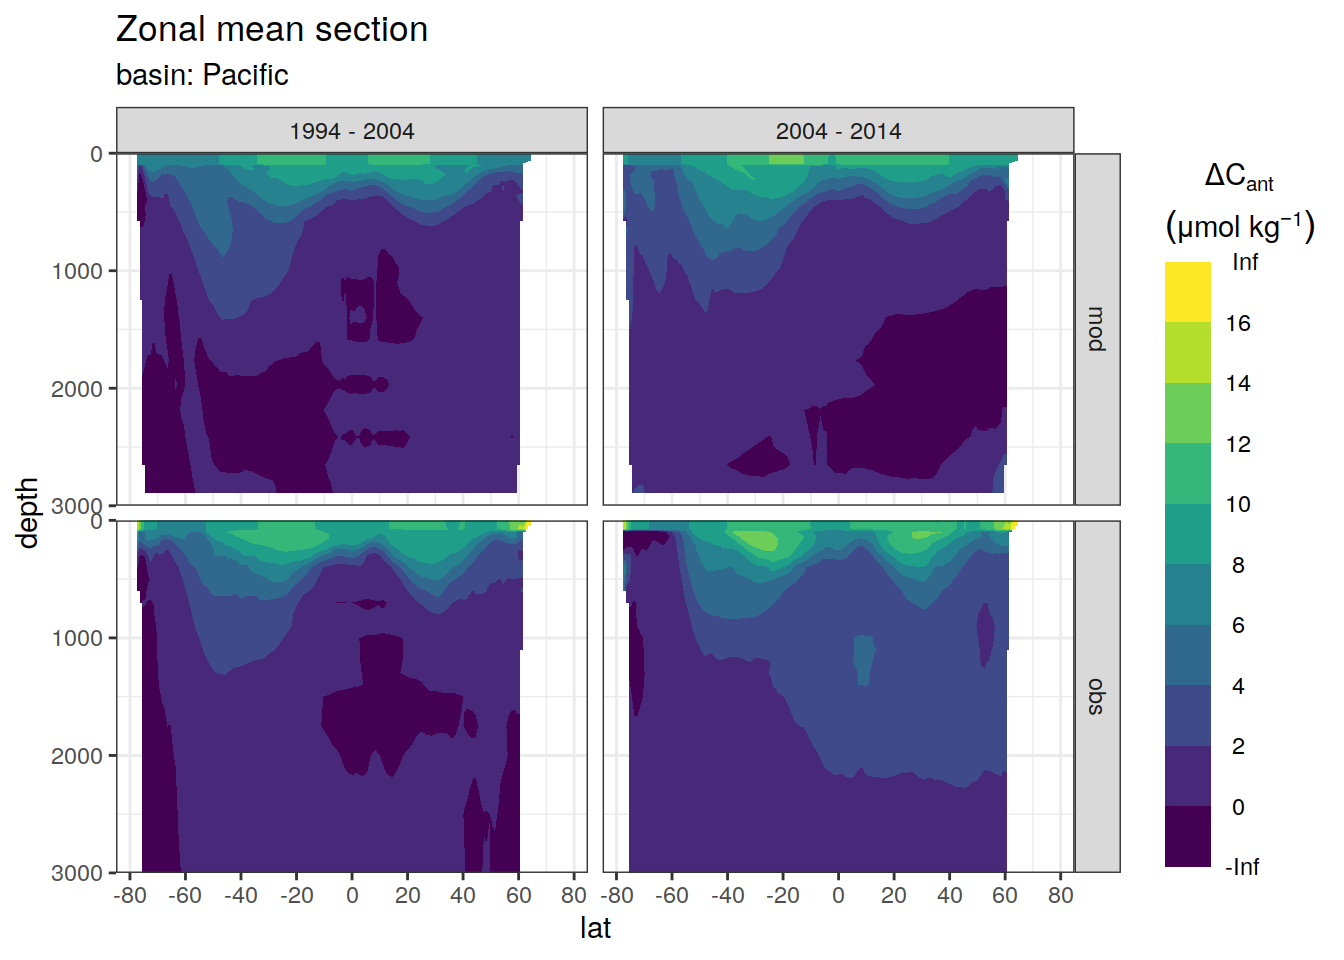 Zonal mean section
basin: Pacific
1994 - 2004
2004 - 2014
0
1000
2000
3000
mod
0
1000
2000
3000
obs
depth
-80 -60 -40 -20 0 20 40 60 80
-80 -60 -40 -20 0 20 40 60 80
lat
ΔCant
(μmol kg⁻¹)
Inf
16
14
12
10
8
6
4
2
0
-Inf